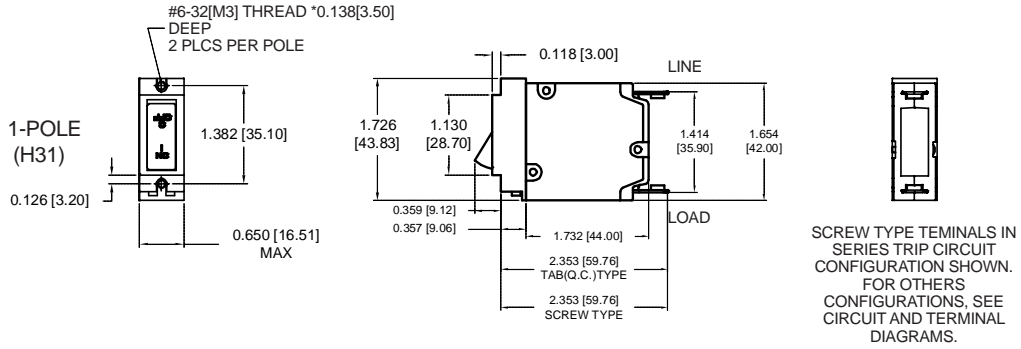 #6-32[M3] THREAD *0.138[3.50]
DEEP
2 PLCS PER POLE
1-POLE
(H31)
1.382 [35.10]
0.126 [3.20]
0.650 [16.51]
MAX
0.118 [3.00]
LINE
1.726
[43.83]
1.130
[28.70]
1.414
[35.90]
1.654
[42.00]
0.359 [9.12]
0.357 [9.06]
1.732 [44.00]
LOAD
2.353 [59.76]
TAB(Q.C.)TYPE
2.353 [59.76]
SCREW TYPE
SCREW TYPE TEMINALS IN
SERIES TRIP CIRCUIT
CONFIGURATION SHOWN.
FOR OTHERS
CONFIGURATIONS, SEE
CIRCUIT AND TERMINAL
DIAGRAMS.